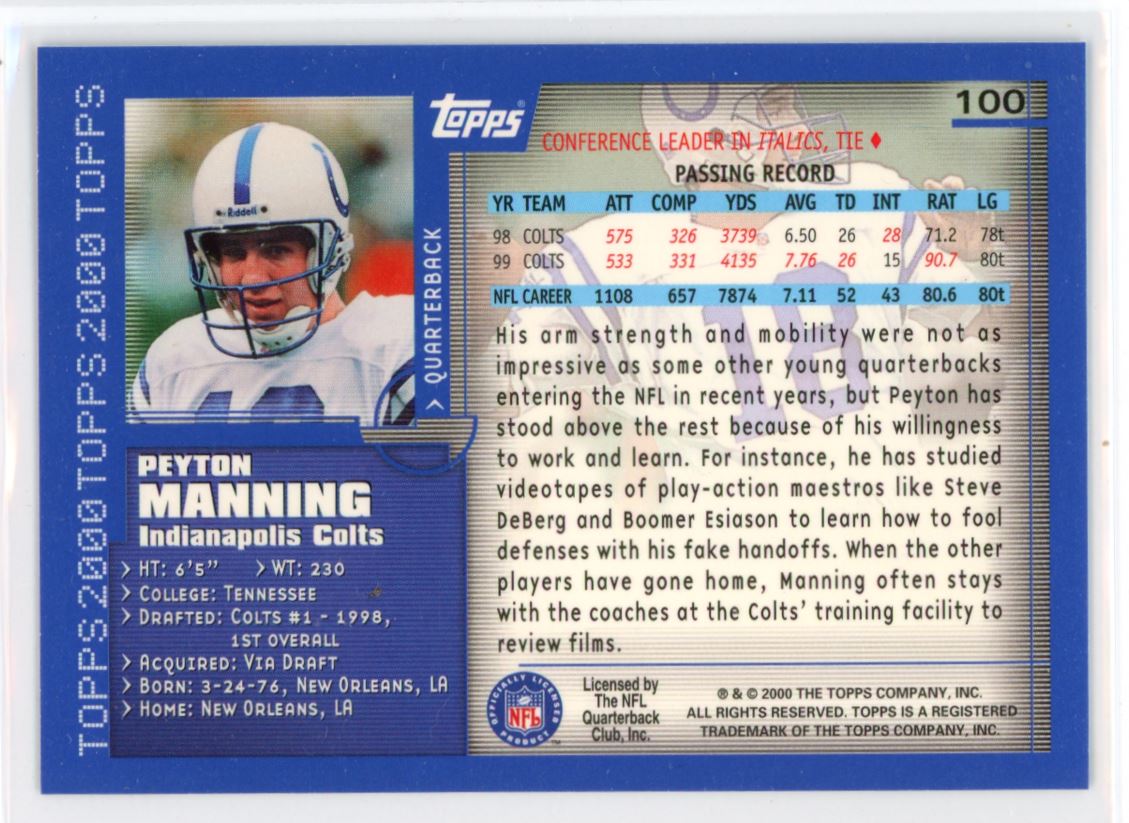 TOPPS 2000 TOPPS 2000 TOPPS 2000 TOPPS
Riddell
QUARTERBACK
PEYTON
MANNING
Indianapolis Colts
> HT: 6'5" > WT: 230
> COLLEGE: TENNESSEE
> DRAFTED: COLTS #1 - 1998,
1ST OVERALL
> ACQUIRED: VIA DRAFT
> BORN: 3-24-76, NEW ORLEANS, LA
> HOME: NEW ORLEANS, LA
TOPPS®
100
CONFERENCE LEADER IN ITALICS, TIE ♦
PASSING RECORD
YR TEAM ATT COMP YDS AVG TD INT RAT LG
98 COLTS 575 326 3739 6.50 26 28 71.2 78t
99 COLTS 533 331 4135 7.76 26 15 90.7 80t
NFL CAREER 1108 657 7874 7.11 52 43 80.6 80t
His arm strength and mobility were not as
impressive as some other young quarterbacks
entering the NFL in recent years, but Peyton has
stood above the rest because of his willingness
to work and learn. For instance, he has studied
videotapes of play-action maestros like Steve
DeBerg and Boomer Esiason to learn how to fool
defenses with his fake handoffs. When the other
players have gone home, Manning often stays
with the coaches at the Colts' training facility to
review films.
OFFICIALLY LICENSED
NFL
PRODUCT
™
Licensed by
The NFL
Quarterback
Club, Inc.
® & © 2000 THE TOPPS COMPANY, INC.
ALL RIGHTS RESERVED. TOPPS IS A REGISTERED
TRADEMARK OF THE TOPPS COMPANY, INC.
18